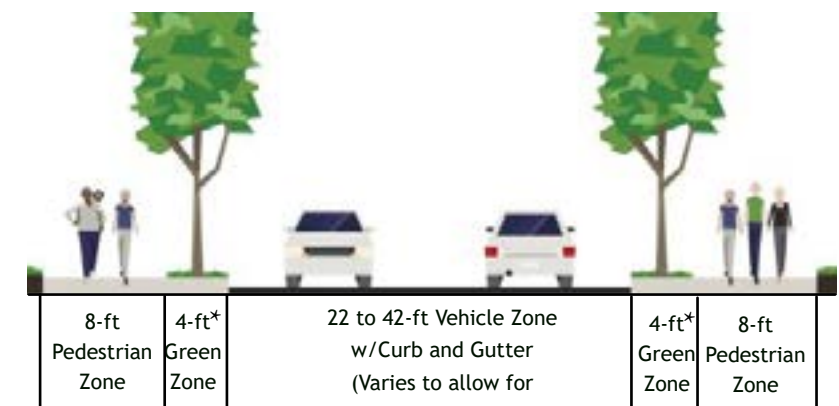 8-ft
Pedestrian
Zone
4-ft*
Green
Zone
22 to 42-ft Vehicle Zone
w/Curb and Gutter
(Varies to allow for
4-ft*
Green
Zone
8-ft
Pedestrian
Zone